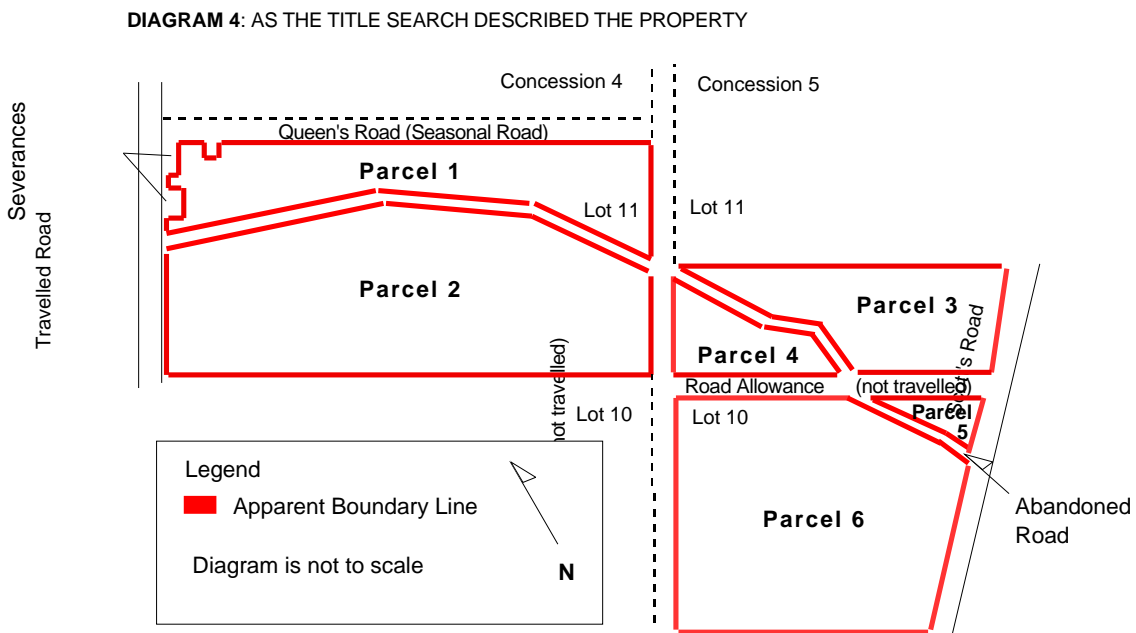 DIAGRAM 4: AS THE TITLE SEARCH DESCRIBED THE PROPERTY
Concession 4
Concession 5
Severances
Travelled Road
Queen's Road (Seasonal Road)
Parcel 1
Lot 11
Lot 11
Parcel 2
Parcel 3
Scott's Road
Parcel 4
Road Allowance
(not travelled)
Parcel
5
not travelled)
Lot 10
Lot 10
Parcel 6
Abandoned
Road
Legend
Apparent Boundary Line
Diagram is not to scale
N